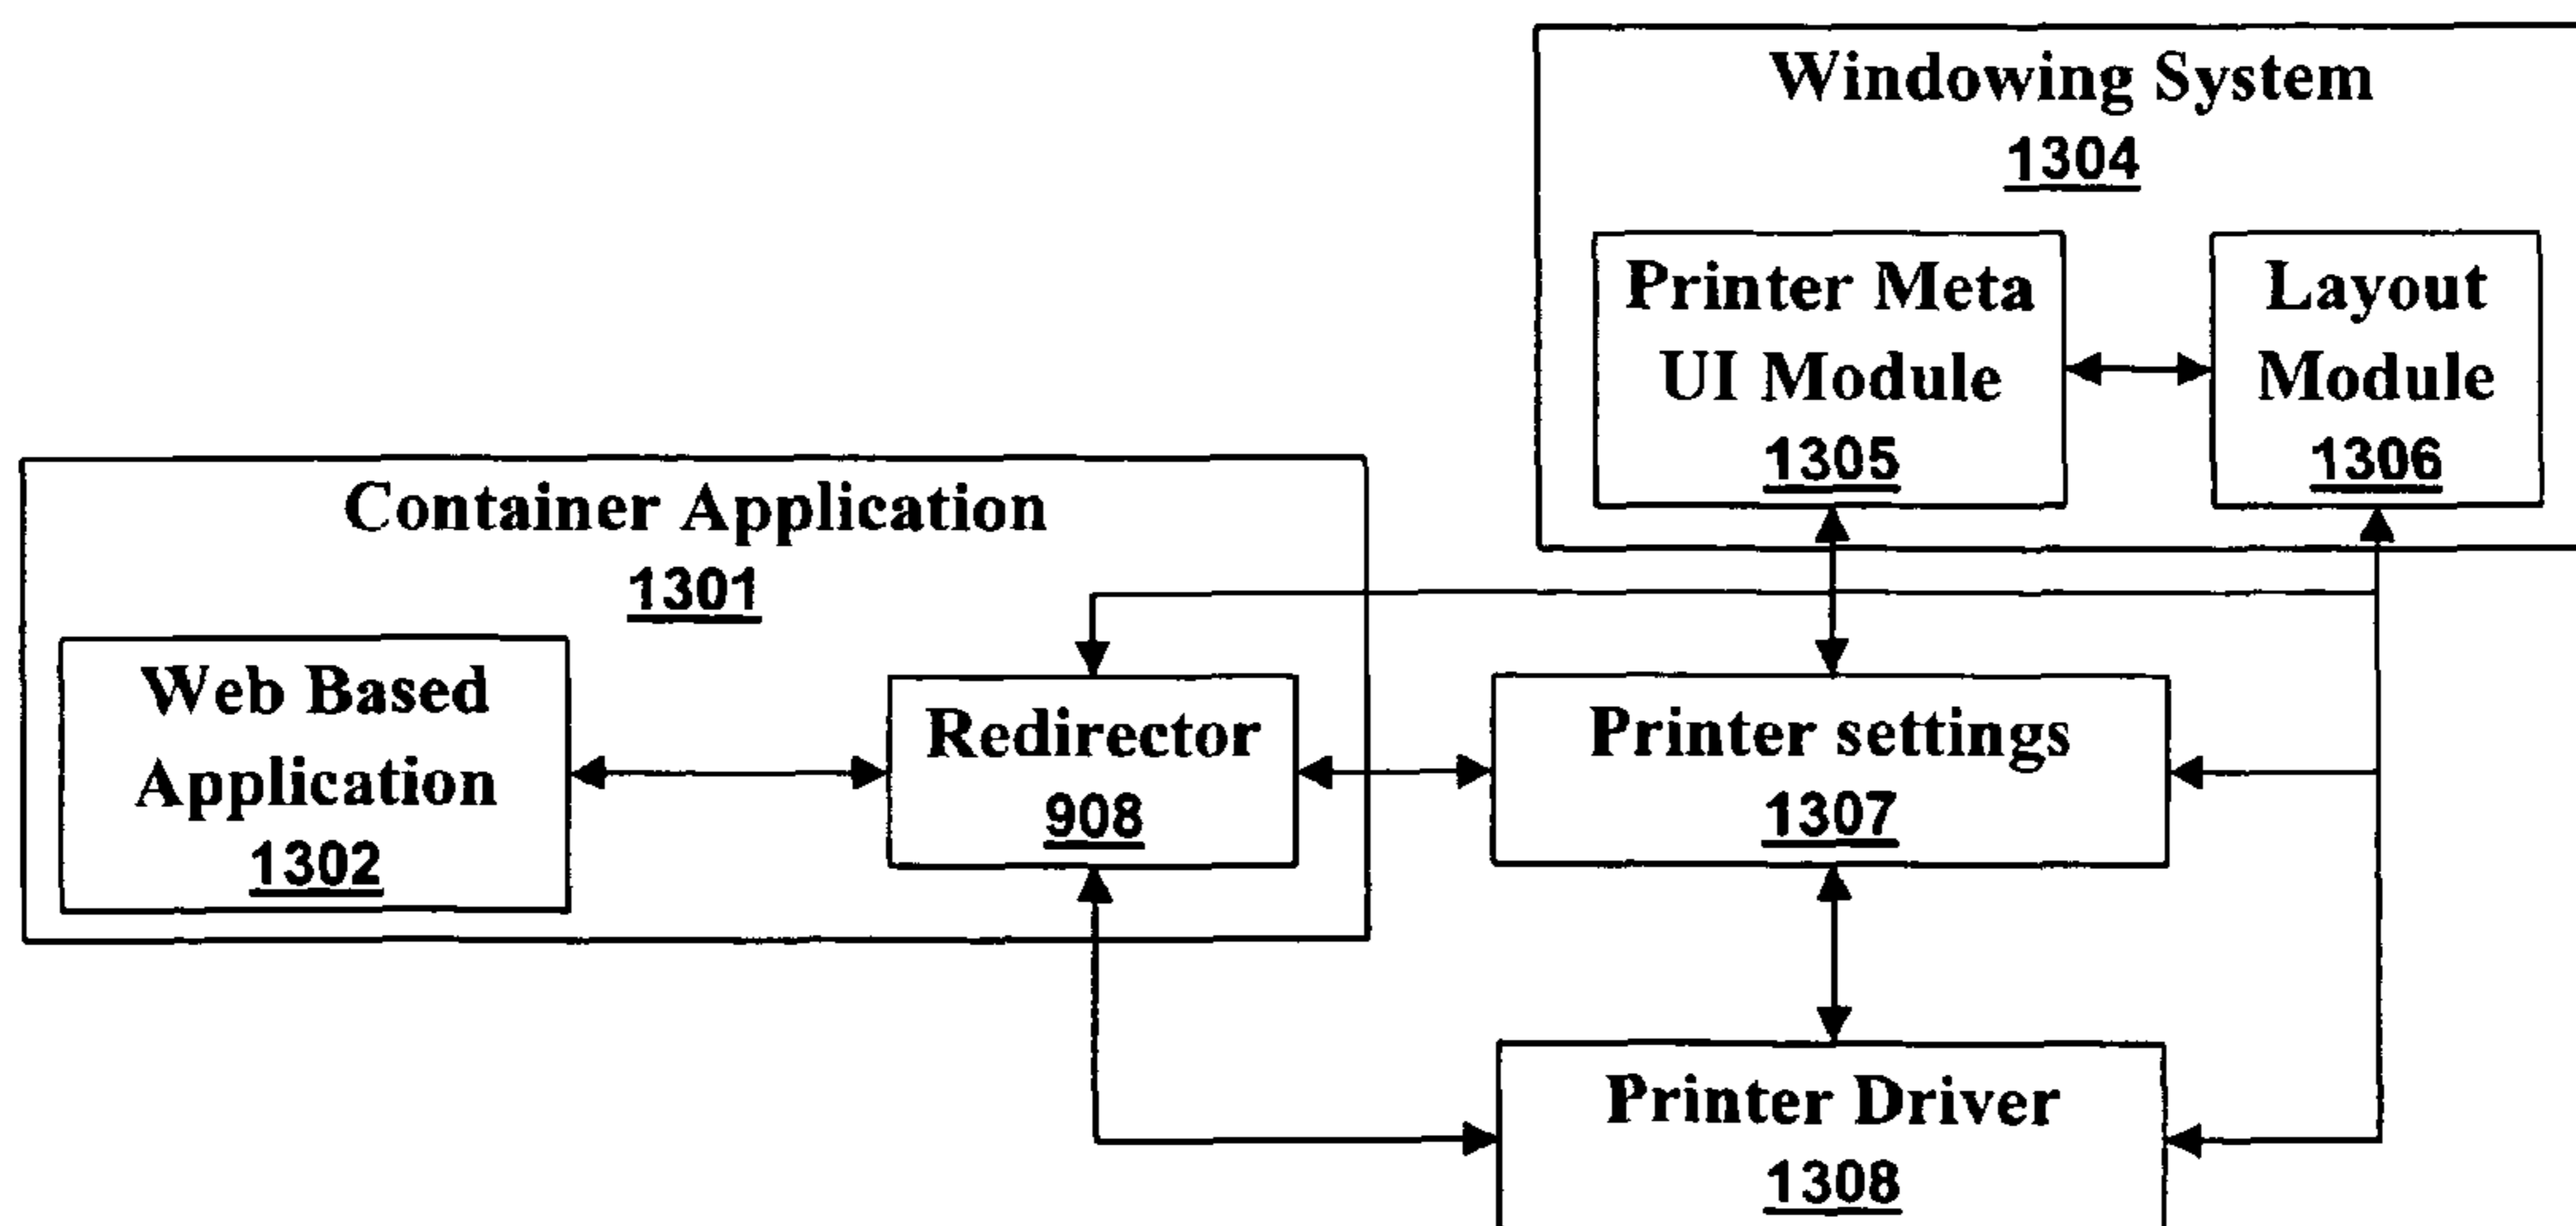 Windowing System
1304
Printer Meta
UI Module
1305
Layout
Module
1306
Container Application
1301
Web Based
Application
1302
Redirector
908
Printer settings
1307
Printer Driver
1308